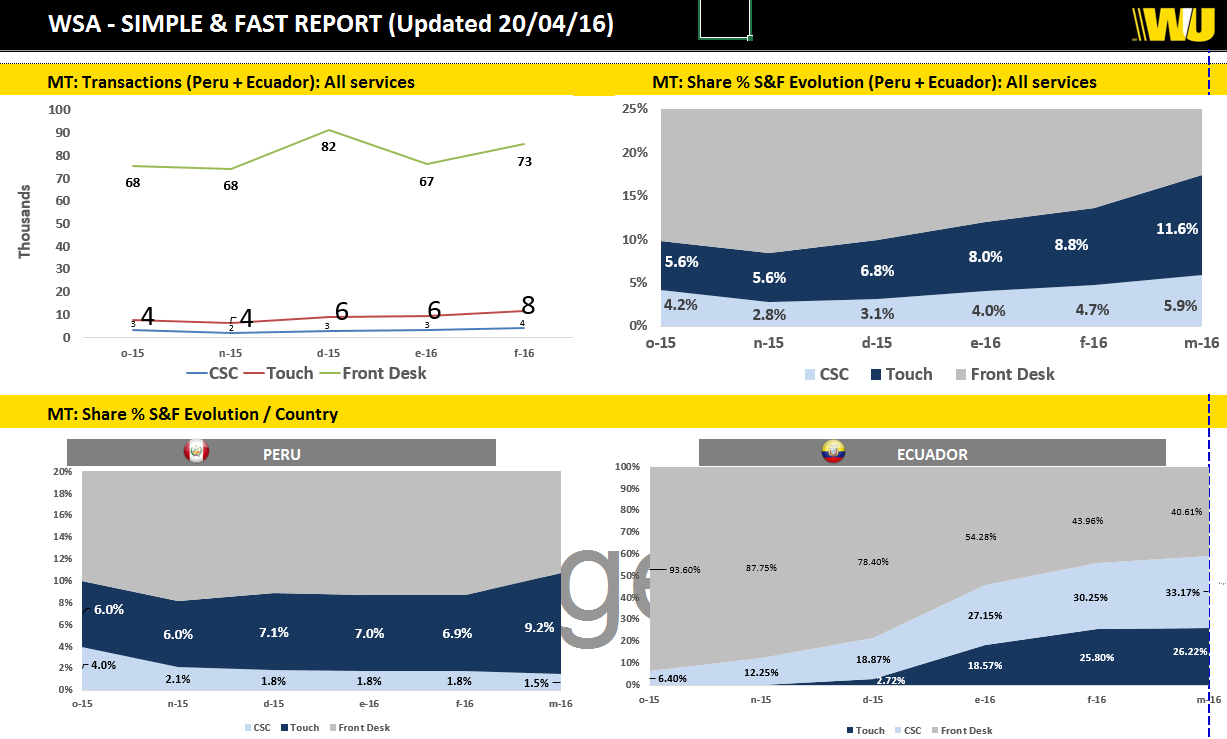 WSA - SIMPLE & FAST REPORT (Updated 20/04/16)
WU
MT: Transactions (Peru + Ecuador): All services
100
90
80
70
60
50
40
30
20
10
0
Thousands
68
68
82
67
73
4
4
6
6
8
3
2
3
3
4
o-15
n-15
d-15
e-16
f-16
CSC
Touch
Front Desk
MT: Share % S&F Evolution (Peru + Ecuador): All services
25%
20%
15%
10%
5%
0%
5.6%
5.6%
6.8%
8.0%
8.8%
11.6%
4.2%
2.8%
3.1%
4.0%
4.7%
5.9%
o-15
n-15
d-15
e-16
f-16
m-16
CSC
Touch
Front Desk
MT: Share % S&F Evolution / Country
PERU
20%
18%
16%
14%
12%
10%
8%
6%
4%
2%
0%
6.0%
6.0%
7.1%
7.0%
6.9%
9.2%
4.0%
2.1%
1.8%
1.8%
1.8%
1.5%
o-15
n-15
d-15
e-16
f-16
m-16
CSC
Touch
Front Desk
ECUADOR
100%
90%
80%
70%
60%
50%
40%
30%
20%
10%
0%
93.60%
87.75%
78.40%
54.28%
43.96%
40.61%
6.40%
12.25%
18.87%
27.15%
30.25%
33.17%
2.72%
18.57%
25.80%
26.22%
o-15
n-15
d-15
e-16
f-16
m-16
Touch
CSC
Front Desk